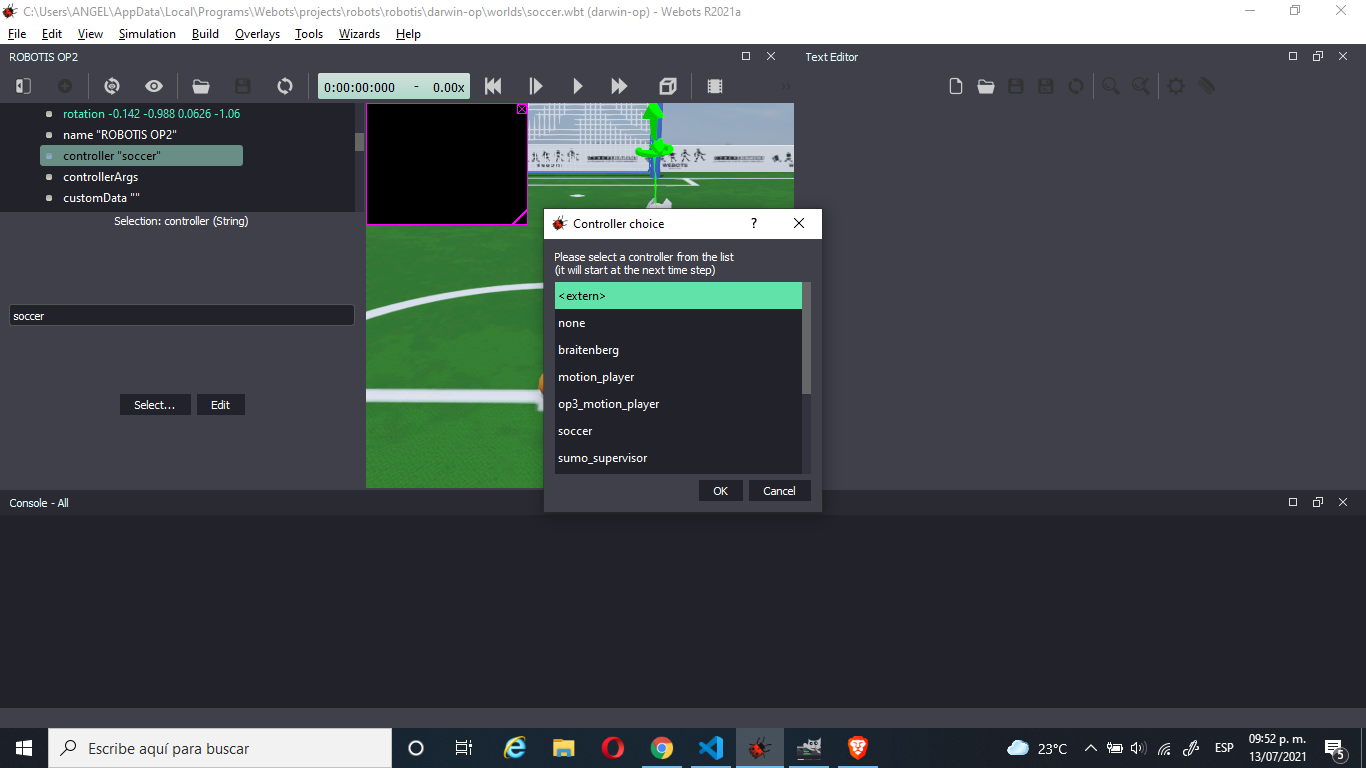 C:\Users\ANGEL\AppData\Local\Programs\Webots\projects\robots\robotis\darwin-op\worlds\soccer.wbt (darwin-op) - Webots R2021a
File Edit View Simulation Build Overlays Tools Wizards Help
ROBOTIS OP2
Text Editor
0:00:00:000 - 0.00x
rotation -0.142 -0.988 0.0626 -1.06
name "ROBOTIS OP2"
controller "soccer"
controllerArgs
customData ""
Selection: controller (String)
soccer
Select... Edit
WEBOTS
Controller choice ?
Please select a controller from the list
(it will start at the next time step)
<extern>
none
braitenberg
motion_player
op3_motion_player
soccer
sumo_supervisor
OK Cancel
Console - All
Escribe aquí para buscar
23°C
ESP
09:52 p. m.
13/07/2021
5